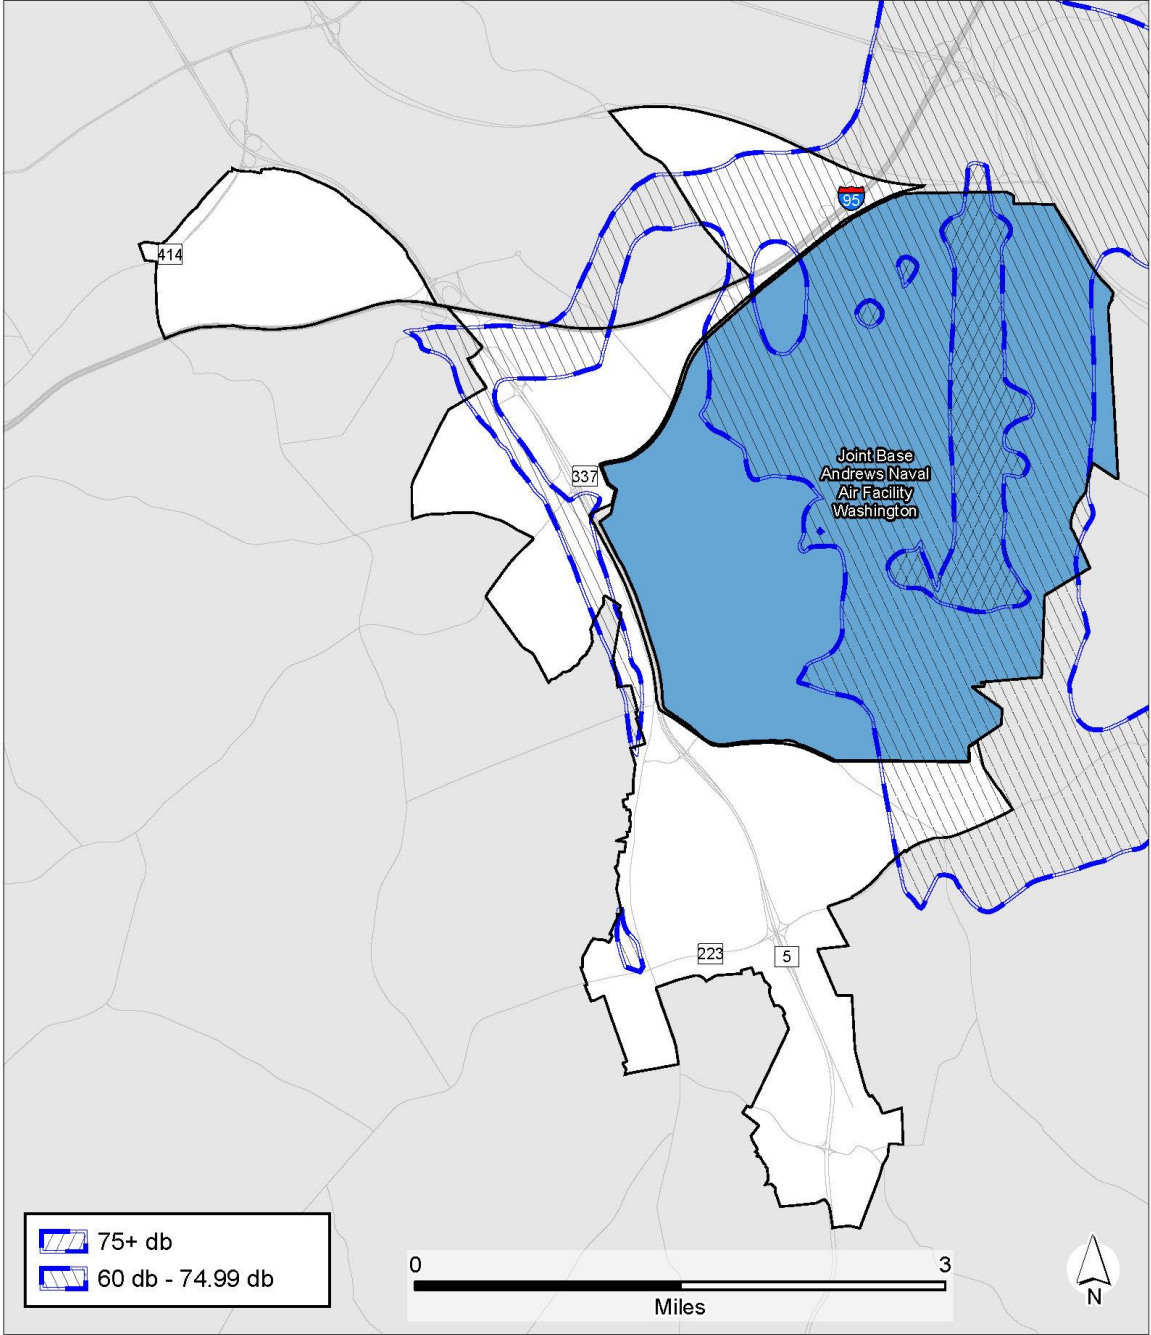 95
414
Joint Base
Andrews Naval
Air Facility
Washington
337
223
5
75+ db
60 db - 74.99 db
0 3
Miles
N